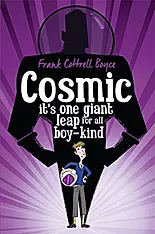 Frank Cottrell Boyce
Cosmic
it's one giant
leap for all
boy-kind